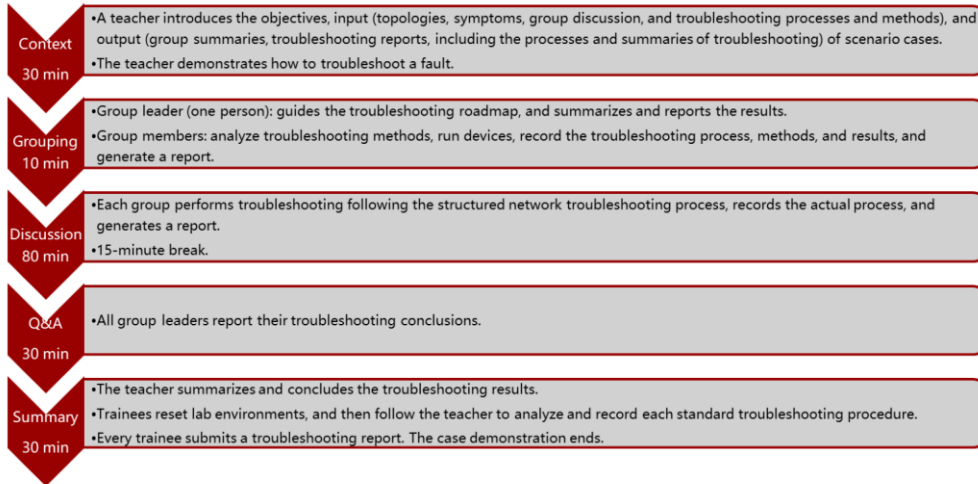 Context
30 min
•A teacher introduces the objectives, input (topologies, symptoms, group discussion, and troubleshooting processes and methods), and
output (group summaries, troubleshooting reports, including the processes and summaries of troubleshooting) of scenario cases.
•The teacher demonstrates how to troubleshoot a fault.
Grouping
10 min
•Group leader (one person): guides the troubleshooting roadmap, and summarizes and reports the results.
•Group members: analyze troubleshooting methods, run devices, record the troubleshooting process, methods, and results, and
generate a report.
Discussion
80 min
•Each group performs troubleshooting following the structured network troubleshooting process, records the actual process, and
generates a report.
•15-minute break.
Q&A
30 min
•All group leaders report their troubleshooting conclusions.
Summary
30 min
•The teacher summarizes and concludes the troubleshooting results.
•Trainees reset lab environments, and then follow the teacher to analyze and record each standard troubleshooting procedure.
•Every trainee submits a troubleshooting report. The case demonstration ends.